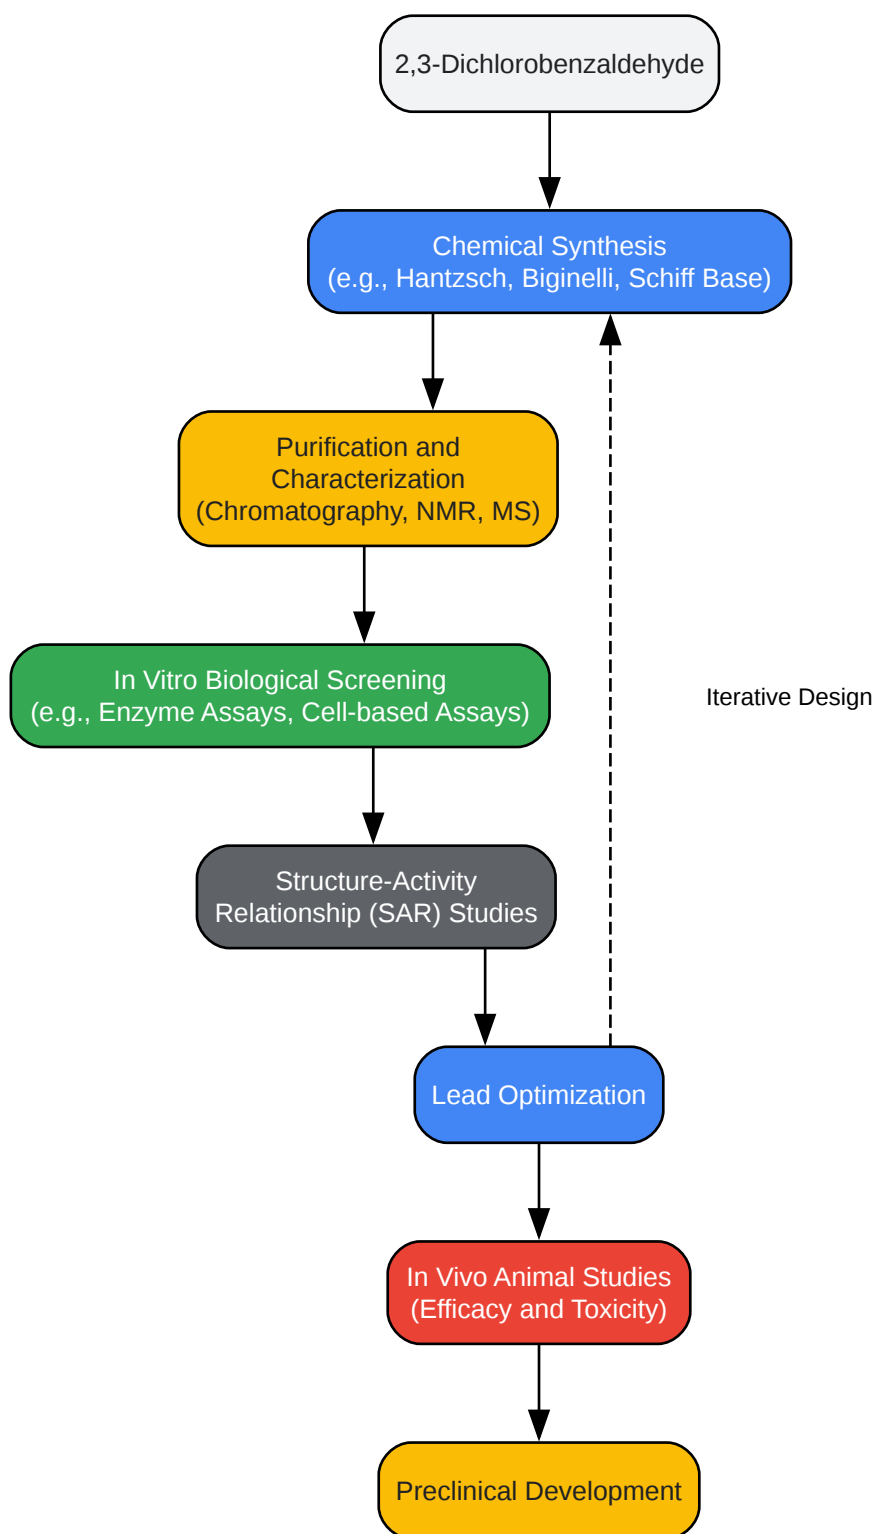 2,3-Dichlorobenzaldehyde
Chemical Synthesis
(e.g., Hantzsch, Biginelli, Schiff Base)
Purification and
Characterization
(Chromatography, NMR, MS)
In Vitro Biological Screening
(e.g., Enzyme Assays, Cell-based Assays)
Iterative Design
Structure-Activity
Relationship (SAR) Studies
Lead Optimization
In Vivo Animal Studies
(Efficacy and Toxicity)
Preclinical Development